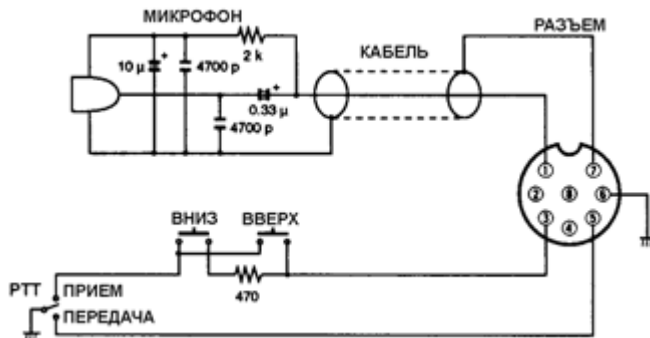 МИКРОФОН
РАЗЪЕМ
2 k
КАБЕЛЬ
10 μ
4700 p
0.33 μ
4700 p
1
7
2
8
6
3
5
4
ВНИЗ
ВВЕРХ
470
PTT
ПРИЕМ
ПЕРЕДАЧА